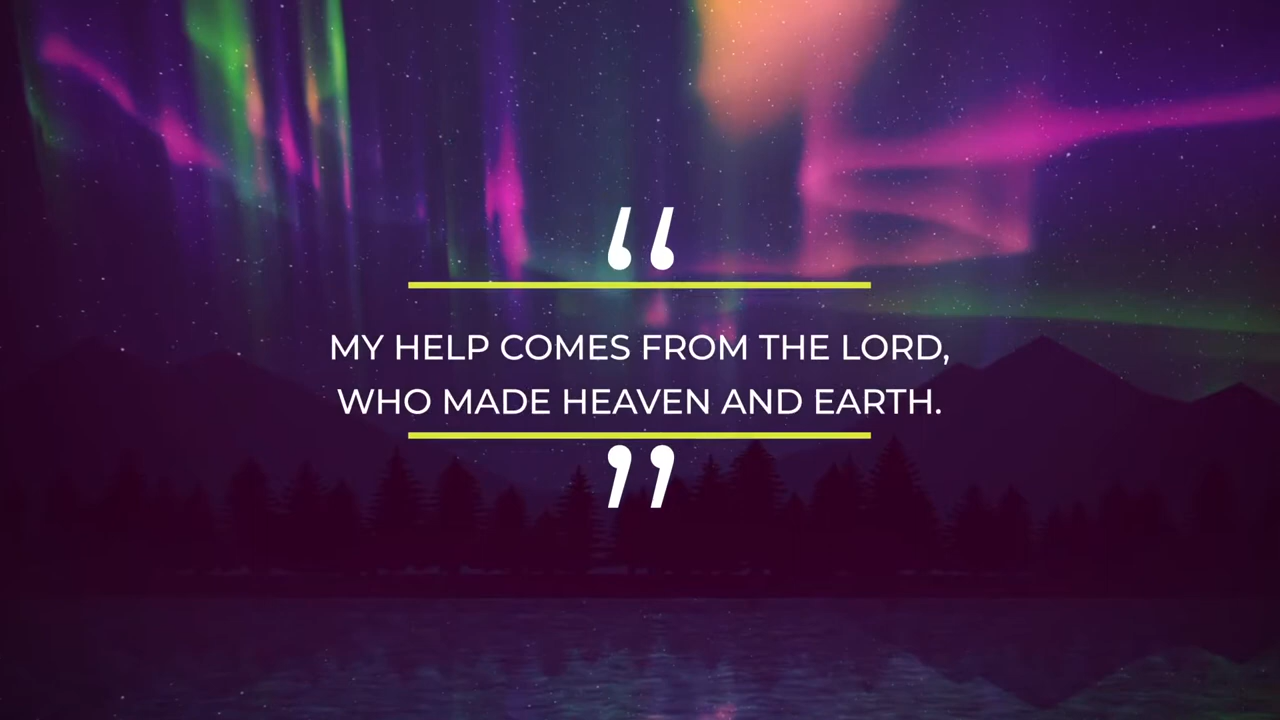 “
MY HELP COMES FROM THE LORD,
WHO MADE HEAVEN AND EARTH.
”